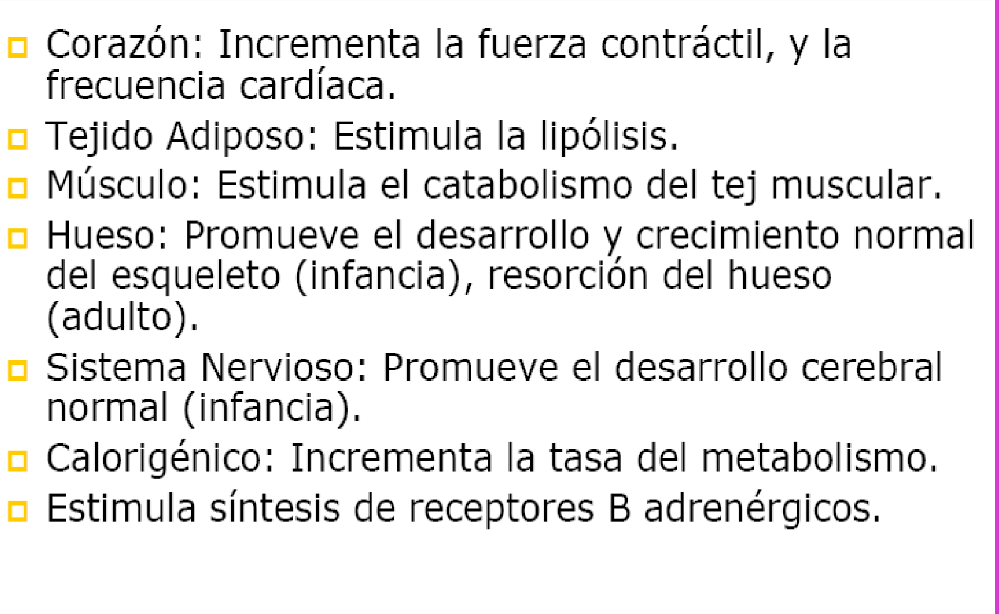 Corazón: Incrementa la fuerza contráctil, y la
frecuencia cardíaca.
Tejido Adiposo: Estimula la lipólisis.
Músculo: Estimula el catabolismo del tej muscular.
Hueso: Promueve el desarrollo y crecimiento normal
del esqueleto (infancia), resorción del hueso
(adulto).
Sistema Nervioso: Promueve el desarrollo cerebral
normal (infancia).
Calorigénico: Incrementa la tasa del metabolismo.
Estimula síntesis de receptores B adrenérgicos.